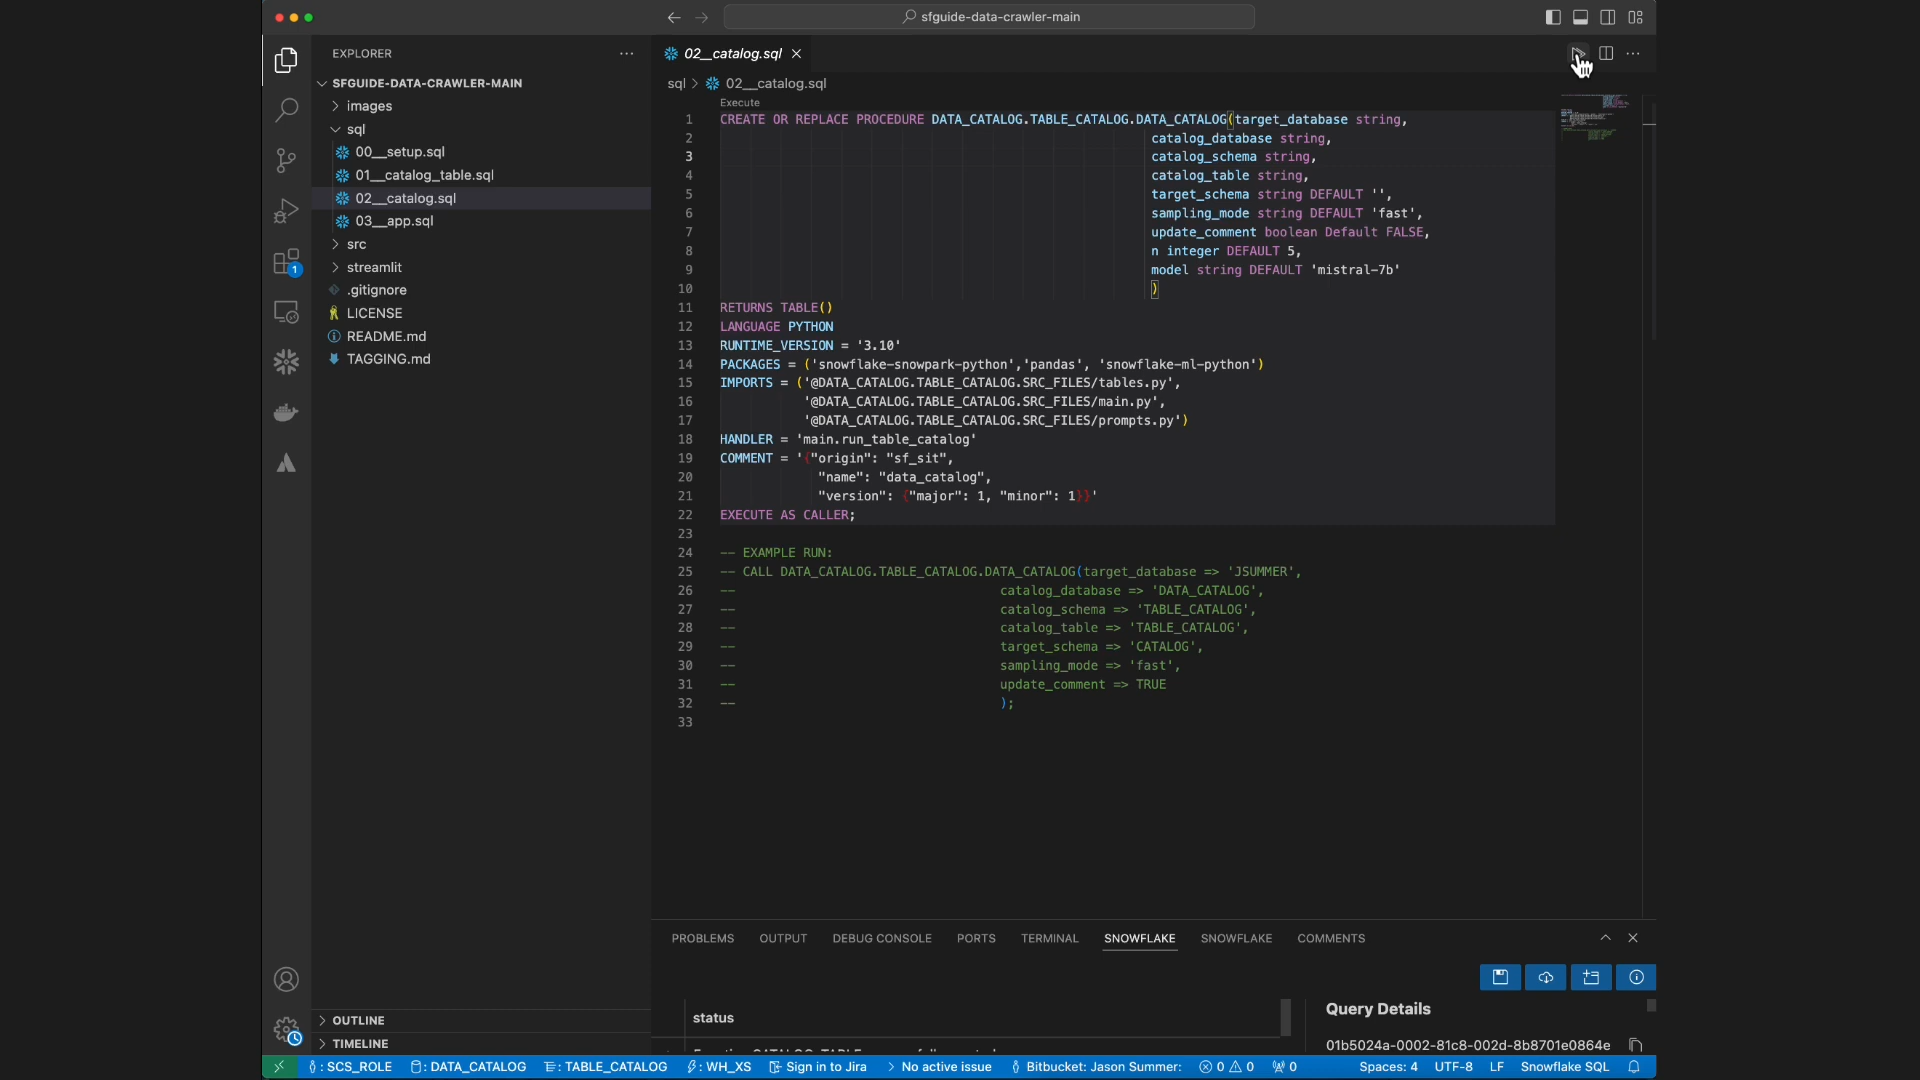 sfguide-data-crawler-main
EXPLORER
SFGUIDE-DATA-CRAWLER-MAIN
images
sql
00__setup.sql
01__catalog_table.sql
02__catalog.sql
03__app.sql
src
streamlit
.gitignore
LICENSE
README.md
TAGGING.md
1
OUTLINE
TIMELINE
02__catalog.sql
sql > 02__catalog.sql
Execute
1 CREATE OR REPLACE PROCEDURE DATA_CATALOG.TABLE_CATALOG.DATA_CATALOG(target_database string,
2 catalog_database string,
3 catalog_schema string,
4 catalog_table string,
5 target_schema string DEFAULT '',
6 sampling_mode string DEFAULT 'fast',
7 update_comment boolean Default FALSE,
8 n integer DEFAULT 5,
9 model string DEFAULT 'mistral-7b'
10 )
11 RETURNS TABLE()
12 LANGUAGE PYTHON
13 RUNTIME_VERSION = '3.10'
14 PACKAGES = ('snowflake-snowpark-python','pandas', 'snowflake-ml-python')
15 IMPORTS = ('@DATA_CATALOG.TABLE_CATALOG.SRC_FILES/tables.py',
16 '@DATA_CATALOG.TABLE_CATALOG.SRC_FILES/main.py',
17 '@DATA_CATALOG.TABLE_CATALOG.SRC_FILES/prompts.py')
18 HANDLER = 'main.run_table_catalog'
19 COMMENT = '{"origin": "sf_sit",
20 "name": "data_catalog",
21 "version": {"major": 1, "minor": 1}}'
22 EXECUTE AS CALLER;
23
24 -- EXAMPLE RUN:
25 -- CALL DATA_CATALOG.TABLE_CATALOG.DATA_CATALOG(target_database => 'JSUMMER',
26 -- catalog_database => 'DATA_CATALOG',
27 -- catalog_schema => 'TABLE_CATALOG',
28 -- catalog_table => 'TABLE_CATALOG',
29 -- target_schema => 'CATALOG',
30 -- sampling_mode => 'fast',
31 -- update_comment => TRUE
32 -- );
33
PROBLEMS OUTPUT DEBUG CONSOLE PORTS TERMINAL SNOWFLAKE SNOWFLAKE COMMENTS
status
Query Details
01b5024a-0002-81c8-002d-8b8701e0864e
: SCS_ROLE : DATA_CATALOG : TABLE_CATALOG : WH_XS Sign in to Jira > No active issue Bitbucket: Jason Summer: 0 0 0 Spaces: 4 UTF-8 LF Snowflake SQL